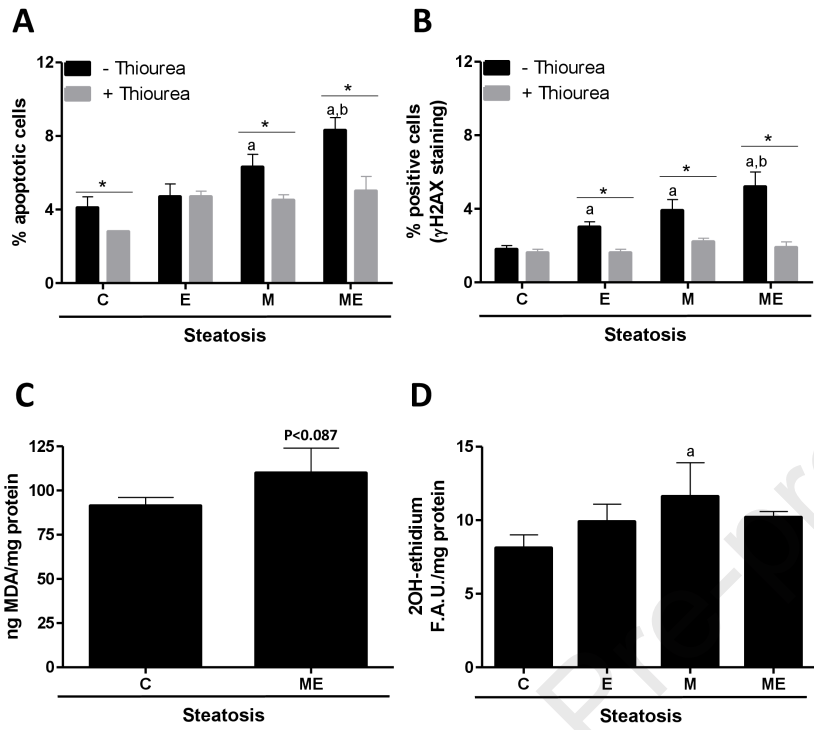 A
- Thiourea
+ Thiourea
% apoptotic cells
12
8
4
0
*
*
*
a
a,b
C E M ME
Steatosis
B
- Thiourea
+ Thiourea
% positive cells
(γH2AX staining)
12
8
4
0
*
*
*
a
a
a,b
C E M ME
Steatosis
C
ng MDA/mg protein
125
100
75
50
25
0
P<0.087
C ME
Steatosis
D
2OH-ethidium
F.A.U./mg protein
15
10
5
0
a
C E M ME
Steatosis
Pre-pr